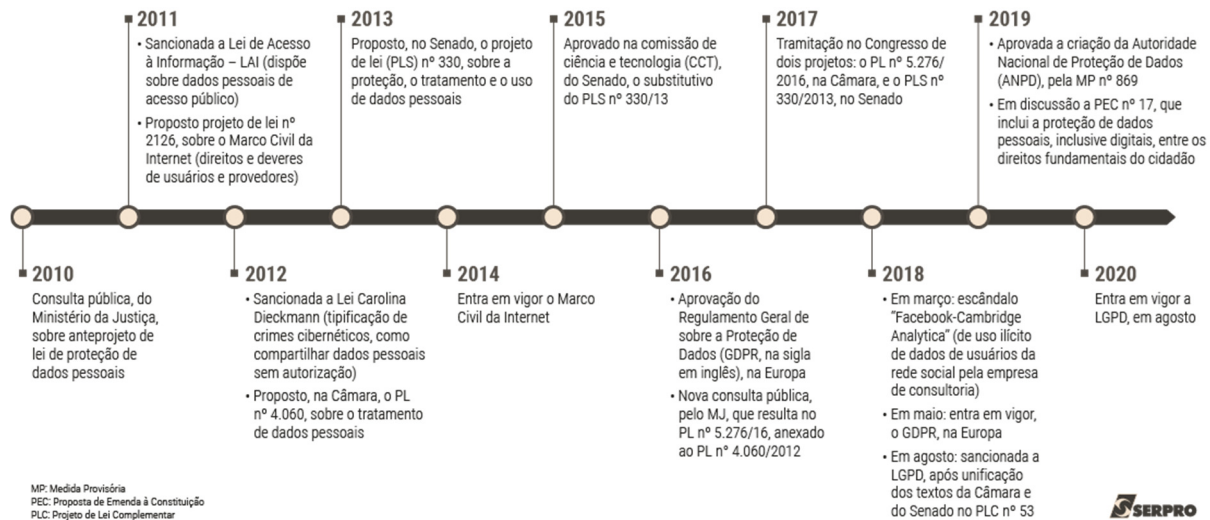 2011
• Sancionada a Lei de Acesso
à Informação – LAI (dispõe
sobre dados pessoais de
acesso público)
• Proposto projeto de lei nº
2126, sobre o Marco Civil da
Internet (direitos e deveres
de usuários e provedores)
2013
Proposto, no Senado, o projeto
de lei (PLS) nº 330, sobre a
proteção, o tratamento e o uso
de dados pessoais
2015
Aprovado na comissão de
ciência e tecnologia (CCT),
do Senado, o substitutivo
do PLS nº 330/13
2017
Tramitação no Congresso de
dois projetos: o PL nº 5.276/
2016, na Câmara, e o PLS nº
330/2013, no Senado
2019
• Aprovada a criação da Autoridade
Nacional de Proteção de Dados
(ANPD), pela MP nº 869
• Em discussão a PEC nº 17, que
inclui a proteção de dados
pessoais, inclusive digitais, entre os
direitos fundamentais do cidadão
2010
Consulta pública, do
Ministério da Justiça,
sobre anteprojeto de
lei de proteção de
dados pessoais
2012
• Sancionada a Lei Carolina
Dieckmann (tipificação de
crimes cibernéticos, como
compartilhar dados pessoais
sem autorização)
• Proposto, na Câmara, o PL
nº 4.060, sobre o tratamento
de dados pessoais
2014
Entra em vigor o Marco
Civil da Internet
2016
• Aprovação do
Regulamento Geral de
sobre a Proteção de
Dados (GDPR, na sigla
em inglês), na Europa
• Nova consulta pública,
pelo MJ, que resulta no
PL nº 5.276/16, anexado
ao PL nº 4.060/2012
2018
• Em março: escândalo
“Facebook-Cambridge
Analytica” (de uso ilícito
de dados de usuários da
rede social pela empresa
de consultoria)
• Em maio: entra em vigor,
o GDPR, na Europa
• Em agosto: sancionada a
LGPD, após unificação
dos textos da Câmara e
do Senado no PLC nº 53
2020
Entra em vigor a
LGPD, em agosto
MP: Medida Provisória
PEC: Proposta de Emenda à Constituição
PLC: Projeto de Lei Complementar
SERPRO